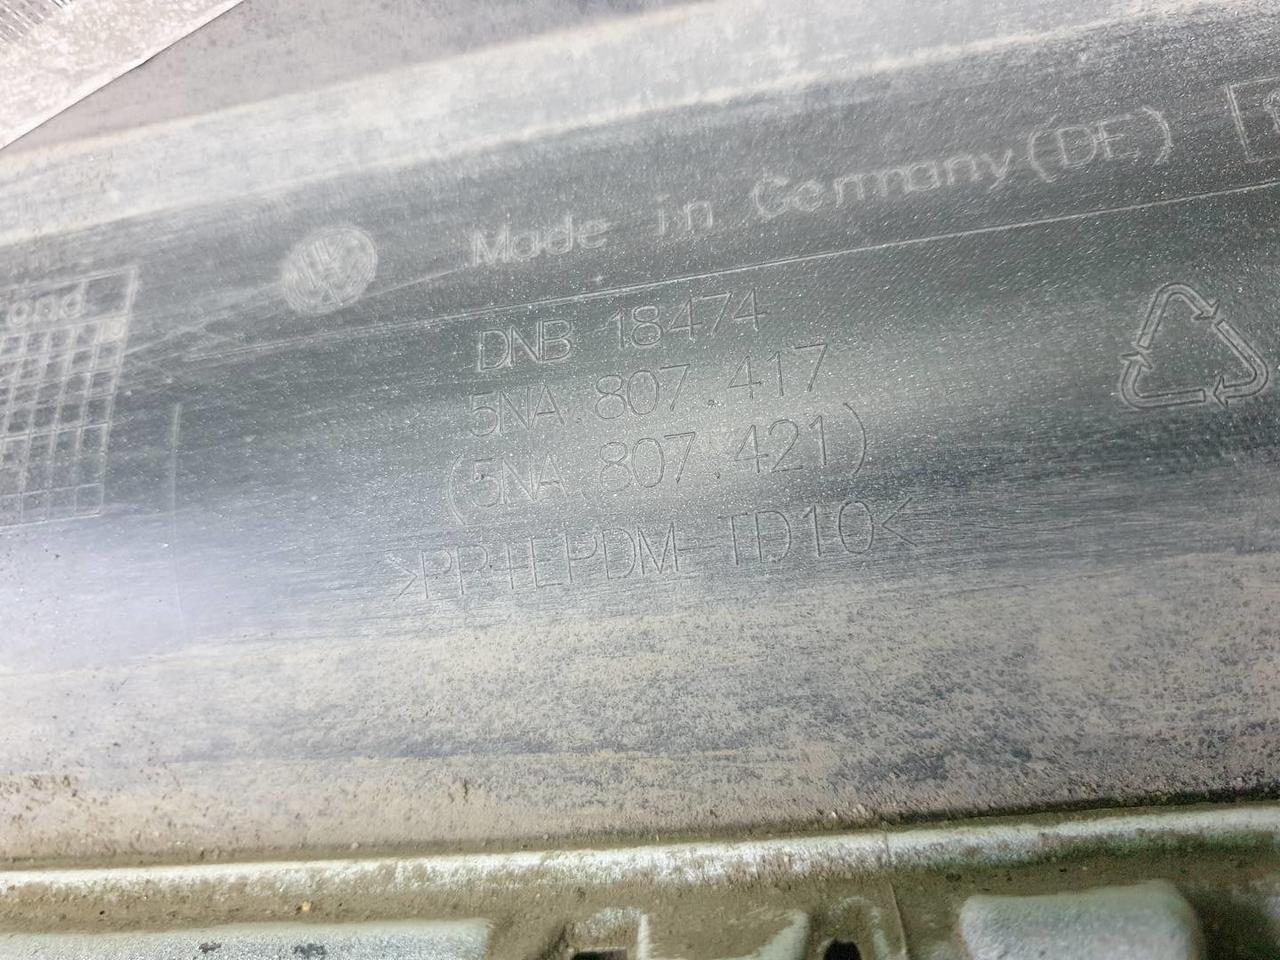 Made in Germany (DE)
DNB 18474
5NA.807.417
(5NA.807.421)
>PP+EPDM-TD10<